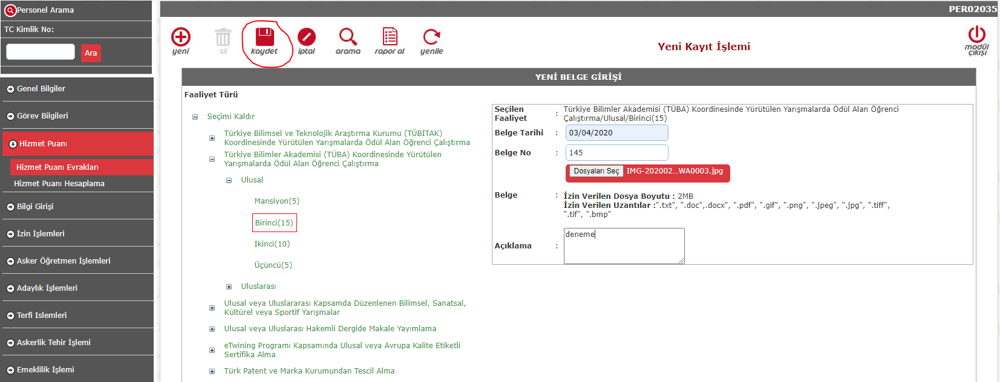 Personel Arama
TC Kimlik No:
Ara
Genel Bilgiler
Görev Bilgileri
Hizmet Puanı
Hizmet Puanı Evrakları
Hizmet Puanı Hesaplama
Bilgi Girişi
İzin İşlemleri
Asker Öğretmen İşlemleri
Adaylık İşlemleri
Terfi Islemleri
Askerlik Tehir İşlemi
Emeklilik İşlemi
PER02035
yeni
sil
kaydet
iptal
arama
rapor al
yenile
Yeni Kayıt İşlemi
modül
çıkışı
YENİ BELGE GİRİŞİ
Faaliyet Türü
Seçimi Kaldır
Türkiye Bilimsel ve Teknolojik Araştırma Kurumu (TÜBİTAK)
Koordinesinde Yürütülen Yarışmalarda Ödül Alan Öğrenci Çalıştırma
Türkiye Bilimler Akademisi (TÜBA) Koordinesinde Yürütülen
Yarışmalarda Ödül Alan Öğrenci Çalıştırma
Ulusal
Mansiyon(5)
Birinci(15)
İkinci(10)
Üçüncü(5)
Uluslarası
Ulusal veya Uluslararası Kapsamda Düzenlenen Bilimsel, Sanatsal,
Kültürel veya Sportif Yarışmalar
Ulusal veya Uluslarası Hakemli Dergide Makale Yayımlama
eTwining Programı Kapsamında Ulusal veya Avrupa Kalite Etiketli
Sertifika Alma
Türk Patent ve Marka Kurumundan Tescil Alma
Seçilen
Faaliyet
:
Türkiye Bilimler Akademisi (TÜBA) Koordinesinde Yürütülen Yarışmalarda Ödül Alan Öğrenci
Çalıştırma/Ulusal/Birinci(15)
Belge Tarihi : 03/04/2020
Belge No : 145
Dosyaları Seç IMG-202002...WA0003.jpg
Belge : İzin Verilen Dosya Boyutu : 2MB
İzin Verilen Uzantılar :".txt", ".doc",.docx", ".pdf", ".gif", ".png", ".jpeg", ".jpg", ".tiff",
".tif", ".bmp"
Açıklama : deneme